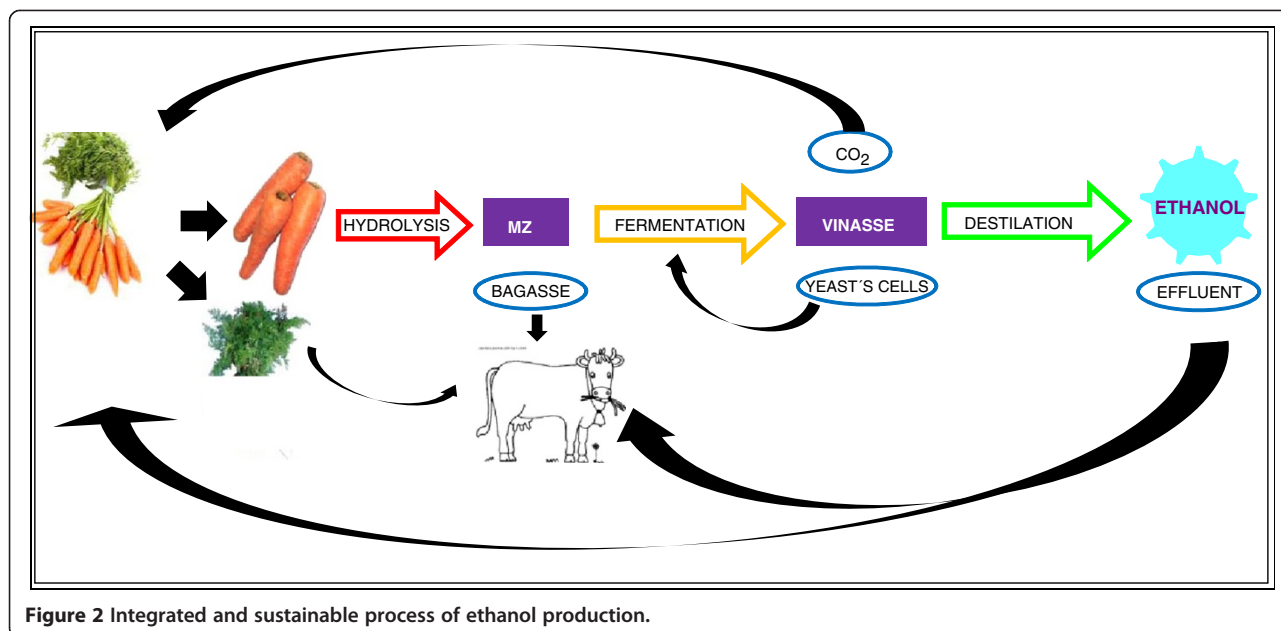 CO2
HYDROLYSIS
MZ
FERMENTATION
VINASSE
DESTILATION
ETHANOL
BAGASSE
YEAST´S CELLS
EFFLUENT
Figure 2 Integrated and sustainable process of ethanol production.